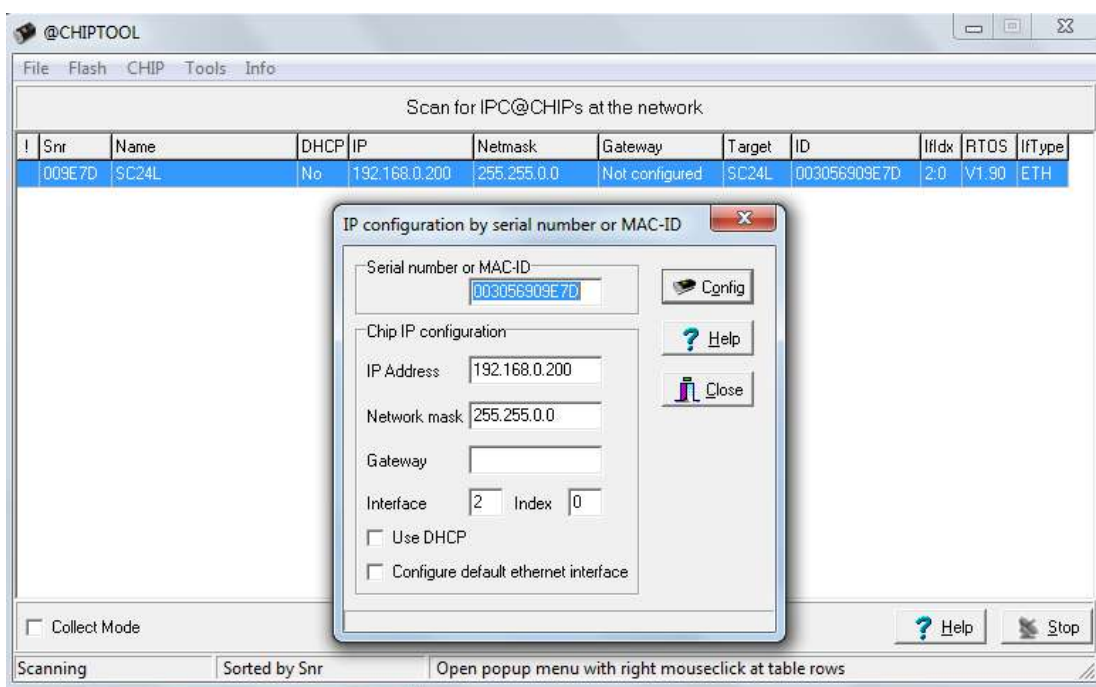 @CHIPTOOL
File Flash CHIP Tools Info
Scan for IPC@CHIPs at the network
! Snr Name DHCP IP Netmask Gateway Target ID IfIdx RTOS IfType
009E7D SC24L No 192.168.0.200 255.255.0.0 Not configured SC24L 003056909E7D 2:0 V1.90 ETH
IP configuration by serial number or MAC-ID
Serial number or MAC-ID
003056909E7D
Config
Chip IP configuration
Help
IP Address 192.168.0.200
Close
Network mask 255.255.0.0
Gateway
Interface 2 Index 0
Use DHCP
Configure default ethernet interface
Collect Mode
Help Stop
Scanning Sorted by Snr Open popup menu with right mouseclick at table rows